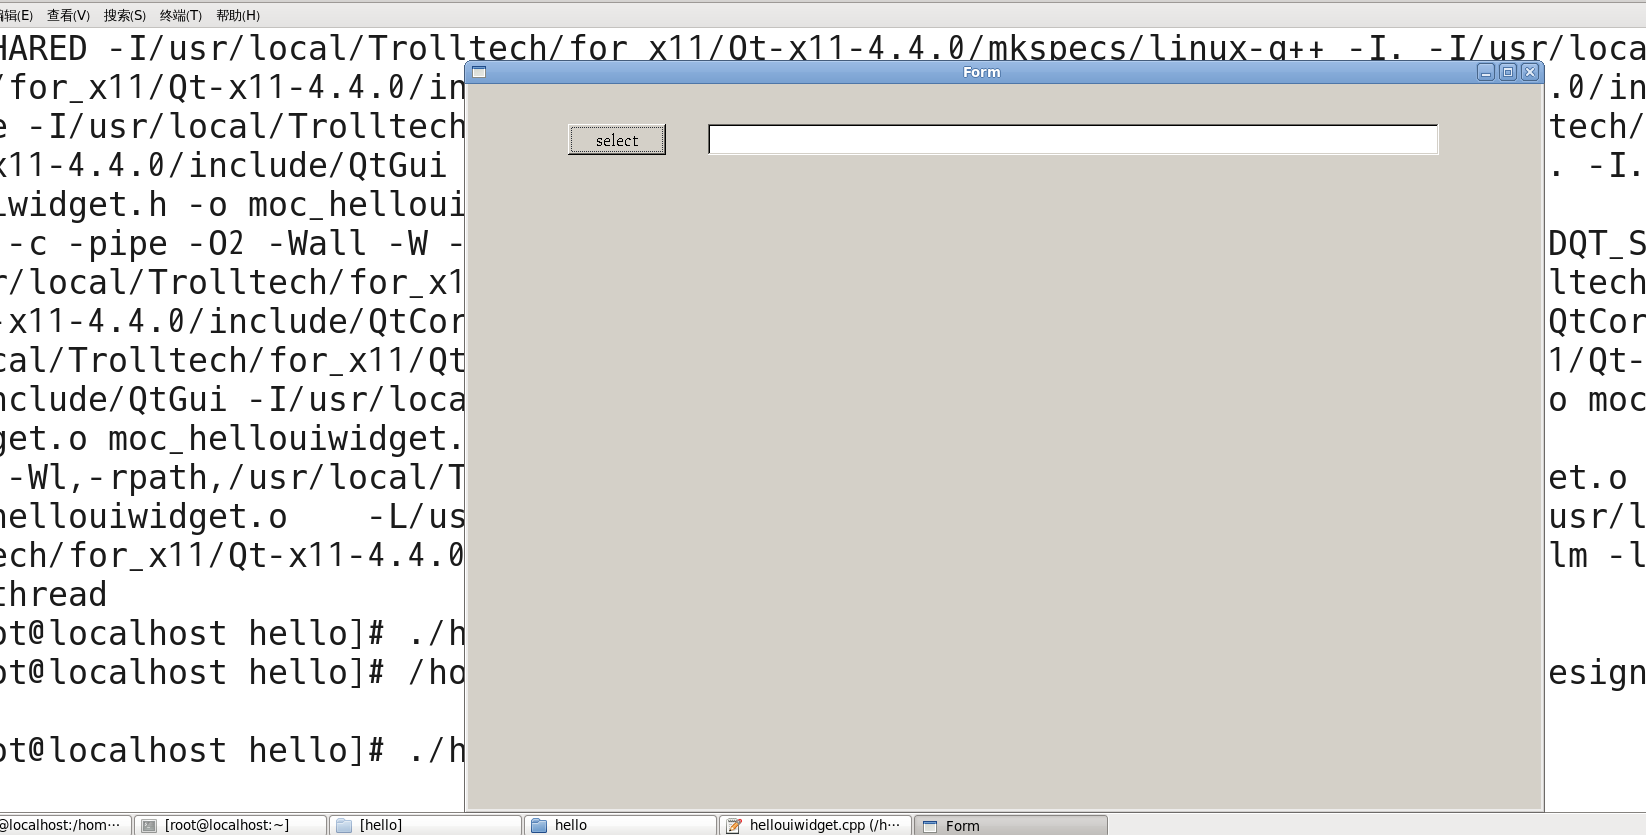 编辑(E) 查看(V) 搜索(S) 终端(T) 帮助(H)
HARED -I/usr/local/Trolltech/for_x11/Qt-x11-4.4.0/mkspecs/linux-g++ -I. -I/usr/loca
Form
/for_x11/Qt-x11-4.4.0/in .0/in
e -I/usr/local/Trolltech tech/
select
x11-4.4.0/include/QtGui . -I.
iwidget.h -o moc_helloui
-c -pipe -O2 -Wall -W - DQT_S
r/local/Trolltech/for_x1 ltech
-x11-4.4.0/include/QtCor QtCor
cal/Trolltech/for_x11/Qt 1/Qt-
nclude/QtGui -I/usr/loca o moc
get.o moc_hellouiwidget.
-Wl,-rpath,/usr/local/T et.o
hellouiwidget.o -L/us usr/l
ech/for_x11/Qt-x11-4.4.0 lm -l
thread
ot@localhost hello]# ./h
ot@localhost hello]# /ho esign
ot@localhost hello]# ./h
@localhost:/hom··· [root@localhost:~] [hello] hello hellouiwidget.cpp (/h··· Form